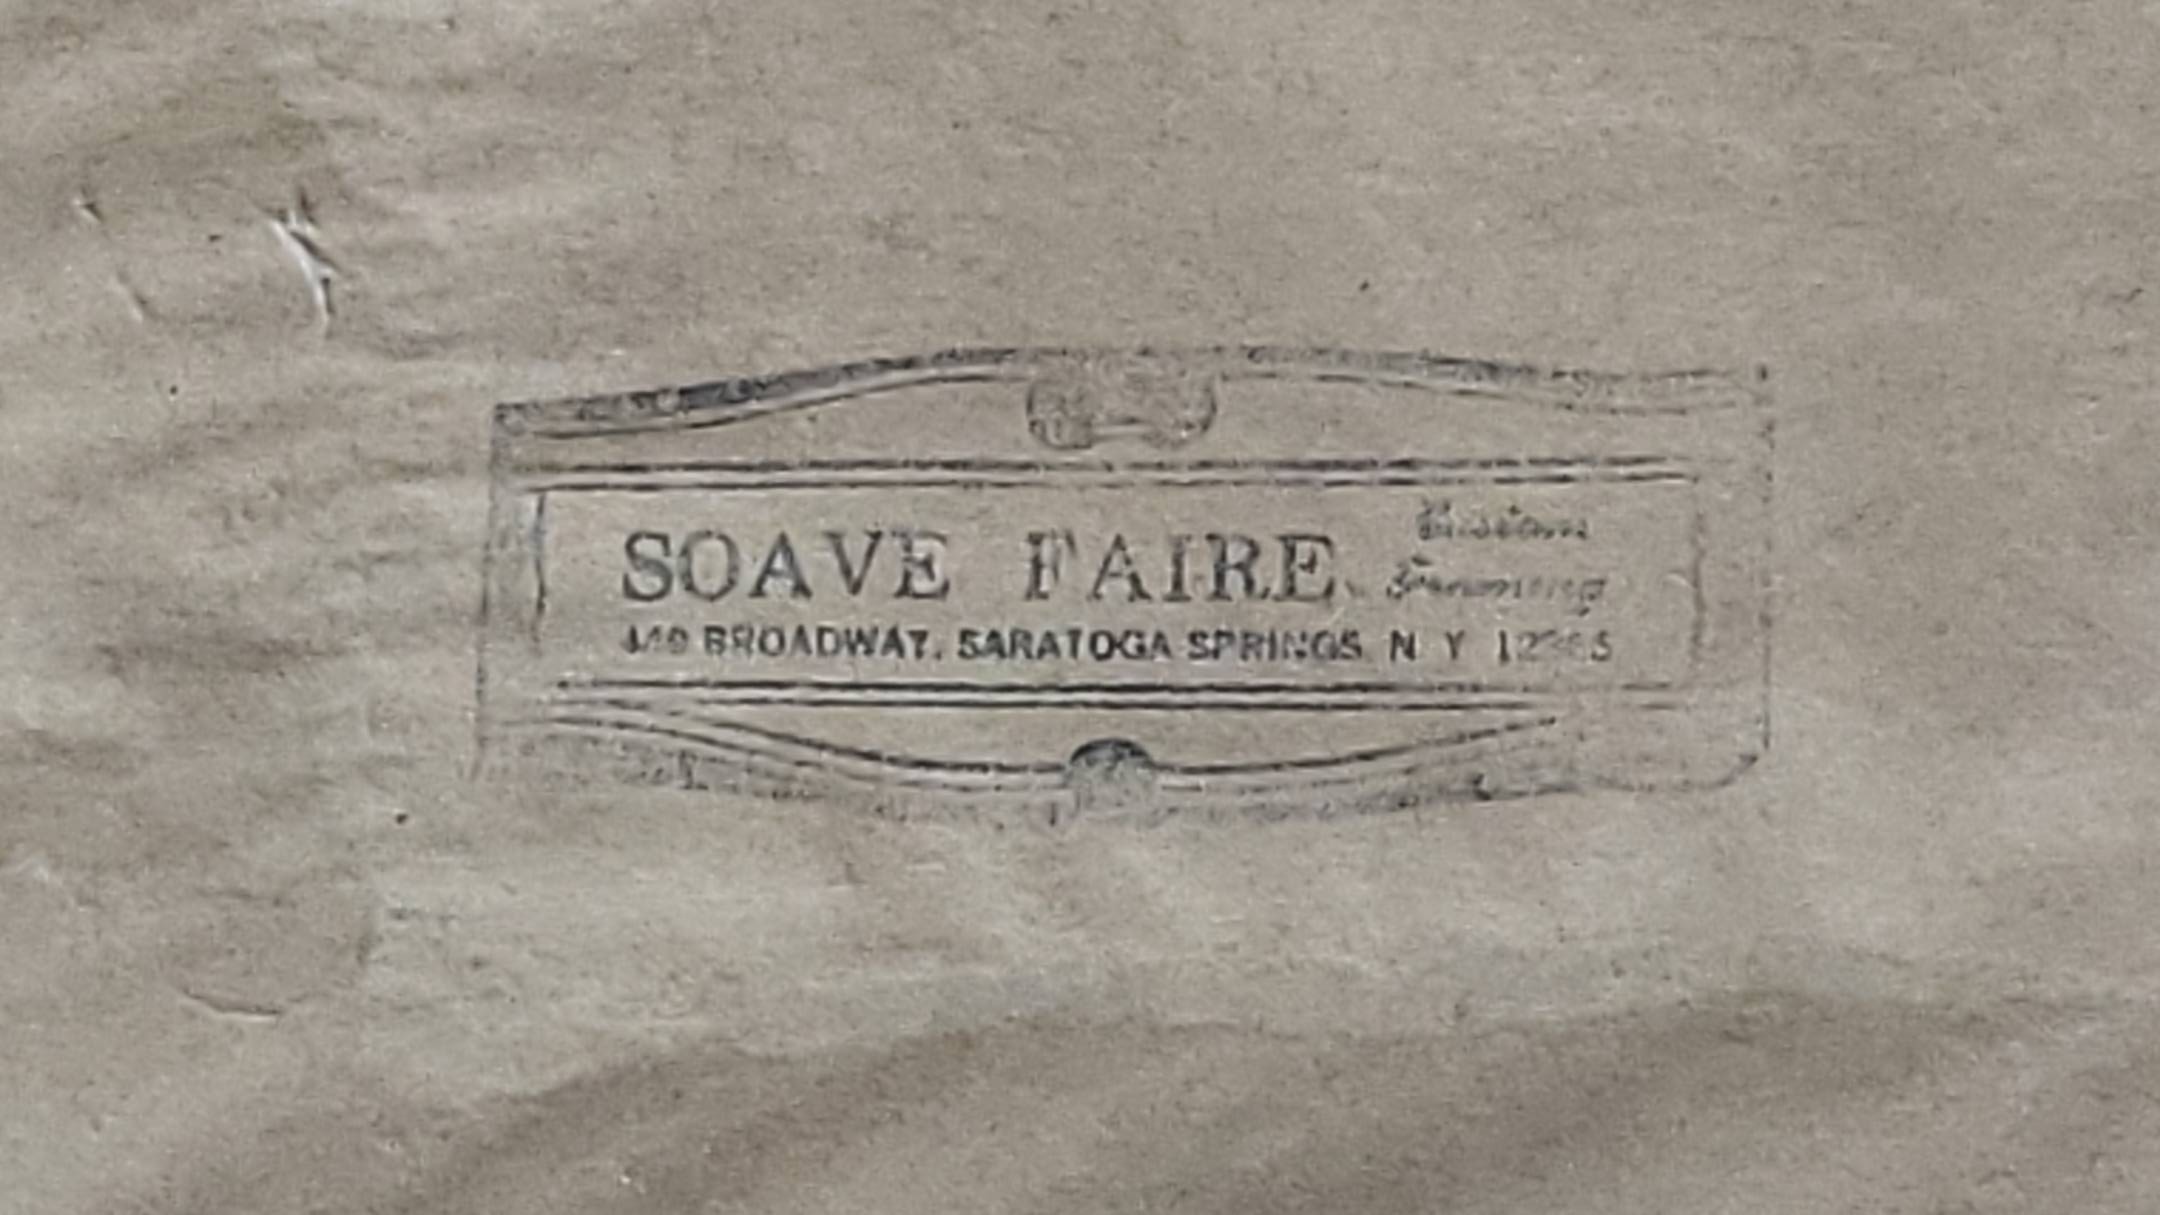 SOAVE FAIRE
Custom
Framing
BROADWAY, SARATOGA SPRINGS N Y